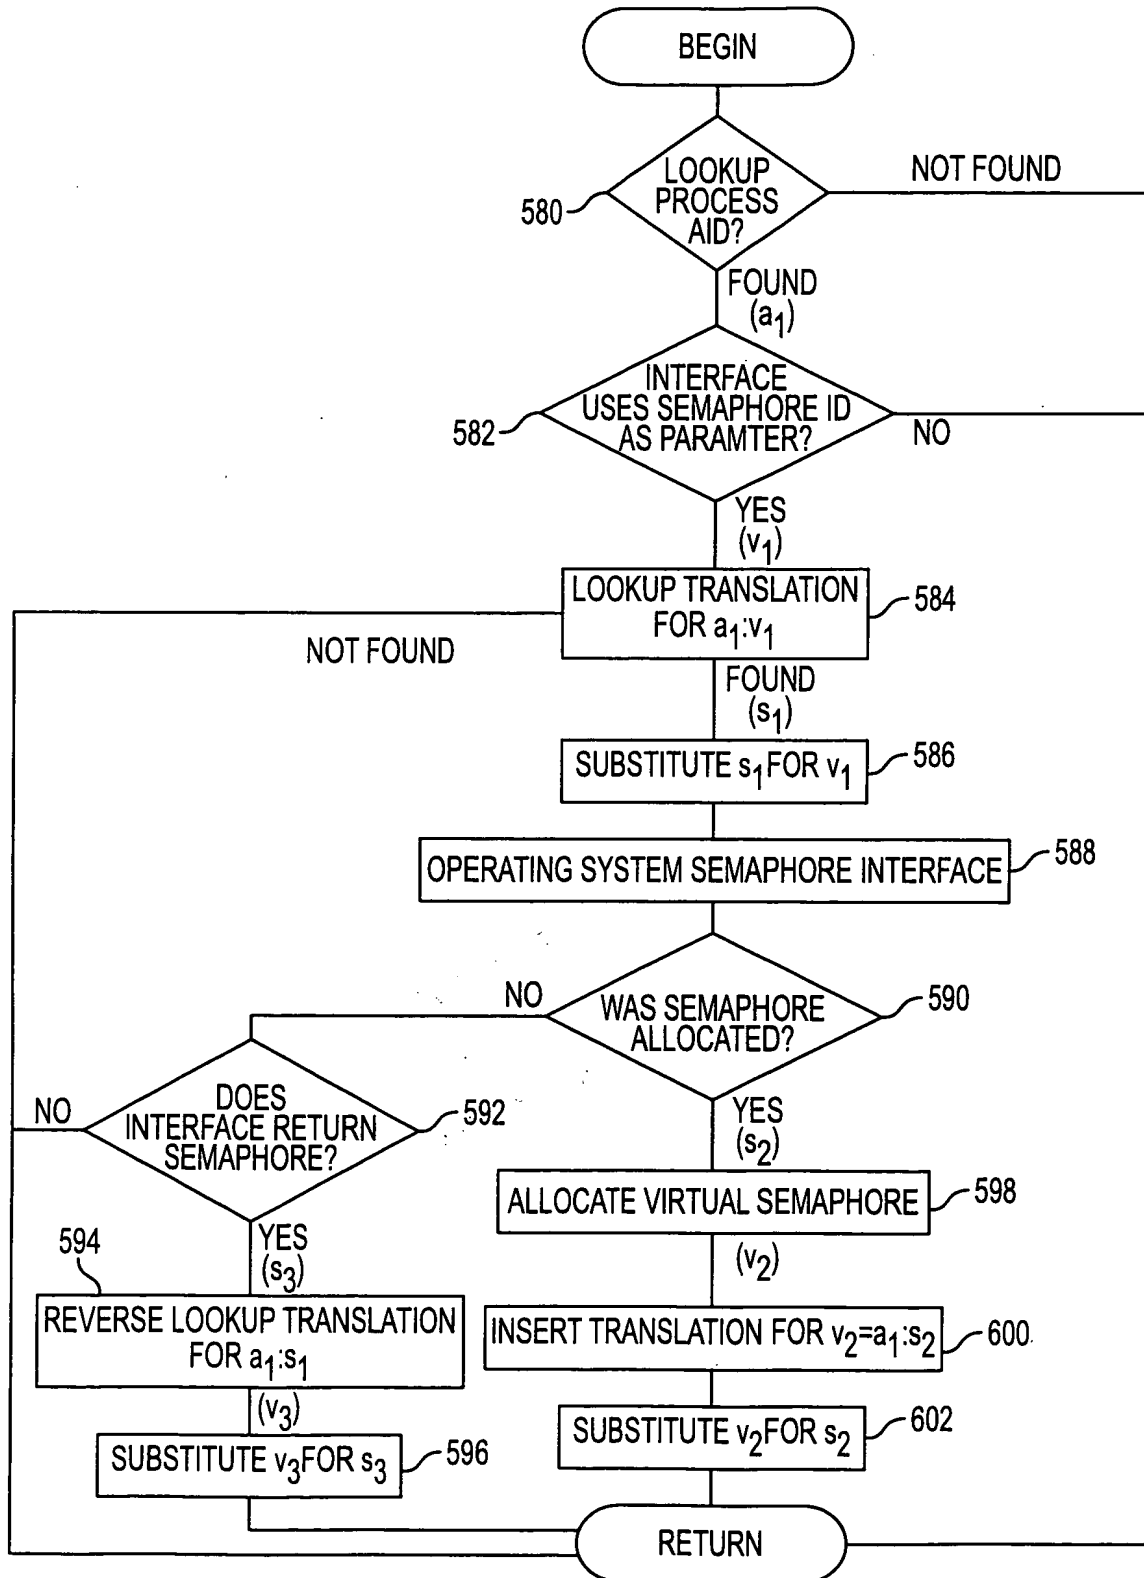 BEGIN
LOOKUP
PROCESS
AID?
580
NOT FOUND
FOUND
(a1)
INTERFACE
USES SEMAPHORE ID
AS PARAMTER?
582
NO
YES
(v1)
LOOKUP TRANSLATION
FOR a1:v1
584
NOT FOUND
FOUND
(s1)
SUBSTITUTE s1 FOR v1
586
OPERATING SYSTEM SEMAPHORE INTERFACE
588
WAS SEMAPHORE
ALLOCATED?
590
NO
DOES
INTERFACE RETURN
SEMAPHORE?
592
NO
YES
(s2)
ALLOCATE VIRTUAL SEMAPHORE
598
YES
(s3)
594
(v2)
REVERSE LOOKUP TRANSLATION
FOR a1:s1
INSERT TRANSLATION FOR v2=a1:s2
600
(v3)
SUBSTITUTE v3 FOR s3
596
SUBSTITUTE v2 FOR s2
602
RETURN